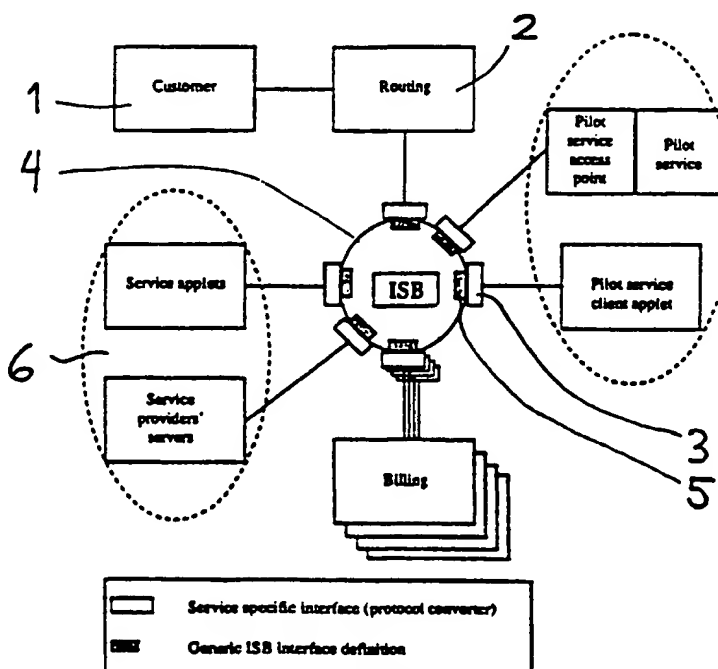 2
1
Customer
Routing
Pilot
service
access
point
Pilot
service
4
Service applets
ISB
Pilot service
client applet
6
Service
providers'
servers
3
5
Billing
Service specific interface (protocol converter)
Generic ISB interface definition